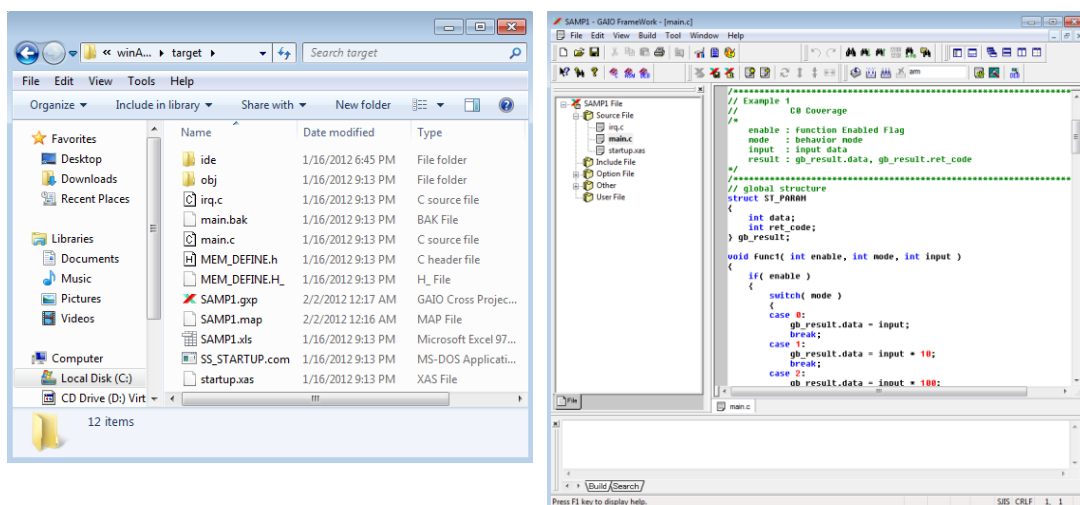 « winA... ▸ target ▸
Search target
File Edit View Tools Help
Organize Include in library Share with New folder
Favorites
Desktop
Downloads
Recent Places
Libraries
Documents
Music
Pictures
Videos
Computer
Local Disk (C:)
CD Drive (D:) Virt
Name Date modified Type
ide 1/16/2012 6:45 PM File folder
obj 1/16/2012 9:13 PM File folder
irq.c 1/16/2012 9:13 PM C source file
main.bak 1/16/2012 9:13 PM BAK File
main.c 1/16/2012 9:13 PM C source file
MEM_DEFINE.h 1/16/2012 9:13 PM C header file
MEM_DEFINE.H_ 1/16/2012 9:13 PM H_ File
SAMP1.gxp 2/2/2012 12:17 AM GAIO Cross Projec...
SAMP1.map 2/2/2012 12:16 AM MAP File
SAMP1.xls 1/16/2012 9:13 PM Microsoft Excel 97...
SS_STARTUP.com 1/16/2012 9:13 PM MS-DOS Applicati...
startup.xas 1/16/2012 9:13 PM XAS File
12 items
SAMP1 - GAIO FrameWork - [main.c]
File Edit View Build Tool Window Help
arm
SAMP1 File
Source File
irq.c
main.c
startup.xas
Include File
Option File
Other
User File
File
/*****************************************************************
// Example 1
// C0 Coverage
/*
enable : function Enabled Flag
mode : behavior mode
input : input data
result : gb_result.data, gb_result.ret_code
*/
/*****************************************************************
// global structure
struct ST_PARAM
{
int data;
int ret_code;
} gb_result;
void func1( int enable, int mode, int input )
{
if( enable )
{
switch( mode )
{
case 0:
gb_result.data = input;
break;
case 1:
gb_result.data = input * 10;
break;
case 2:
gb_result.data = input * 100;
main.c
Build Search
Press F1 key to display help.
SJIS CRLF 1, 1